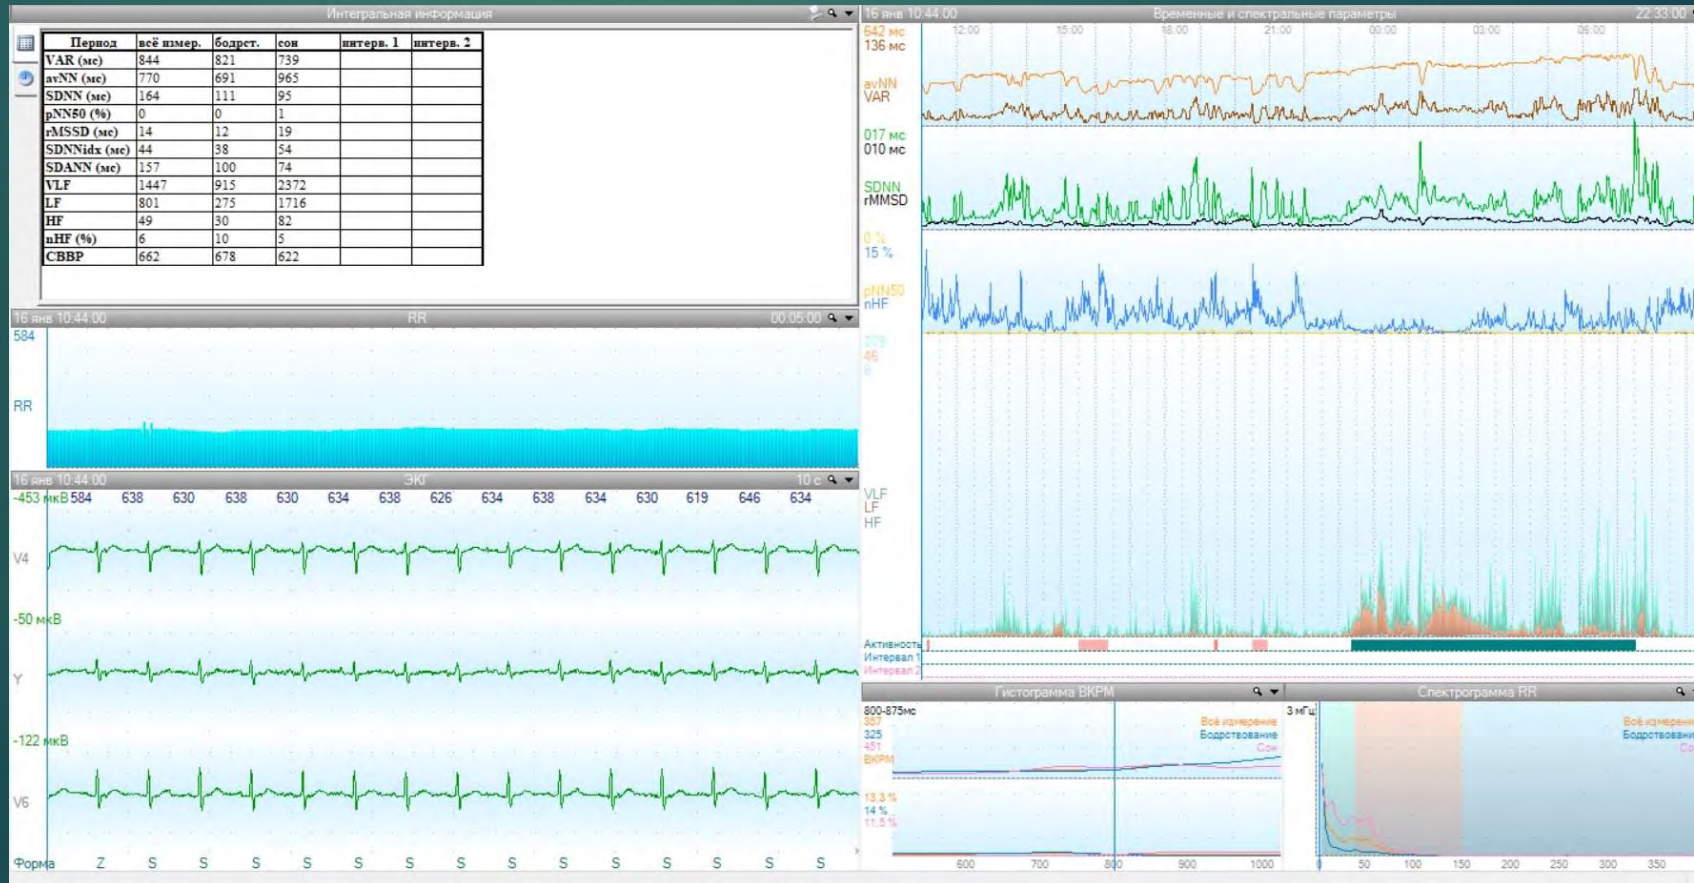 Интегральная информация
Период всё измер. бодрст. сон интерв. 1 интерв. 2
VAR (мс) 844 821 739
avNN (мс) 770 691 965
SDNN (мс) 164 111 95
pNN50 (%) 0 0 1
rMSSD (мс) 14 12 19
SDNNidx (мс) 44 38 54
SDANN (мс) 157 100 74
VLF 1447 915 2372
LF 801 275 1716
HF 49 30 82
nHF (%) 6 10 5
СВВР 662 678 622
16 янв 10:44:00 RR 00:05:00
584
RR
16 янв 10:44:00 ЭКГ 10 с
-453 мкВ 584 638 630 638 630 634 638 626 634 638 634 630 619 646 634
V4
-50 мкВ
Y
-122 мкВ
V6
Форма Z S S S S S S S S S S S S S S
16 янв 10:44:00 Временные и спектральные параметры 22:33:00
642 мс 12:00 15:00 18:00 21:00 00:00 03:00 06:00
136 мс
avNN
VAR
017 мс
010 мс
SDNN
rMMSD
0 %
15 %
pNN50
nHF
46
VLF
LF
HF
Активность
Интервал 1
Интервал 2
Гистограмма ВКРМ
800-875мс
357 Всё измерение
325 Бодрствование
451 Сон
ВКРМ
13,3 %
14 %
11,5 %
600 700 800 900 1000
Спектрограмма RR
3 мГц
Всё измерени
Бодрствовани
Со
0 50 100 150 200 250 300 350